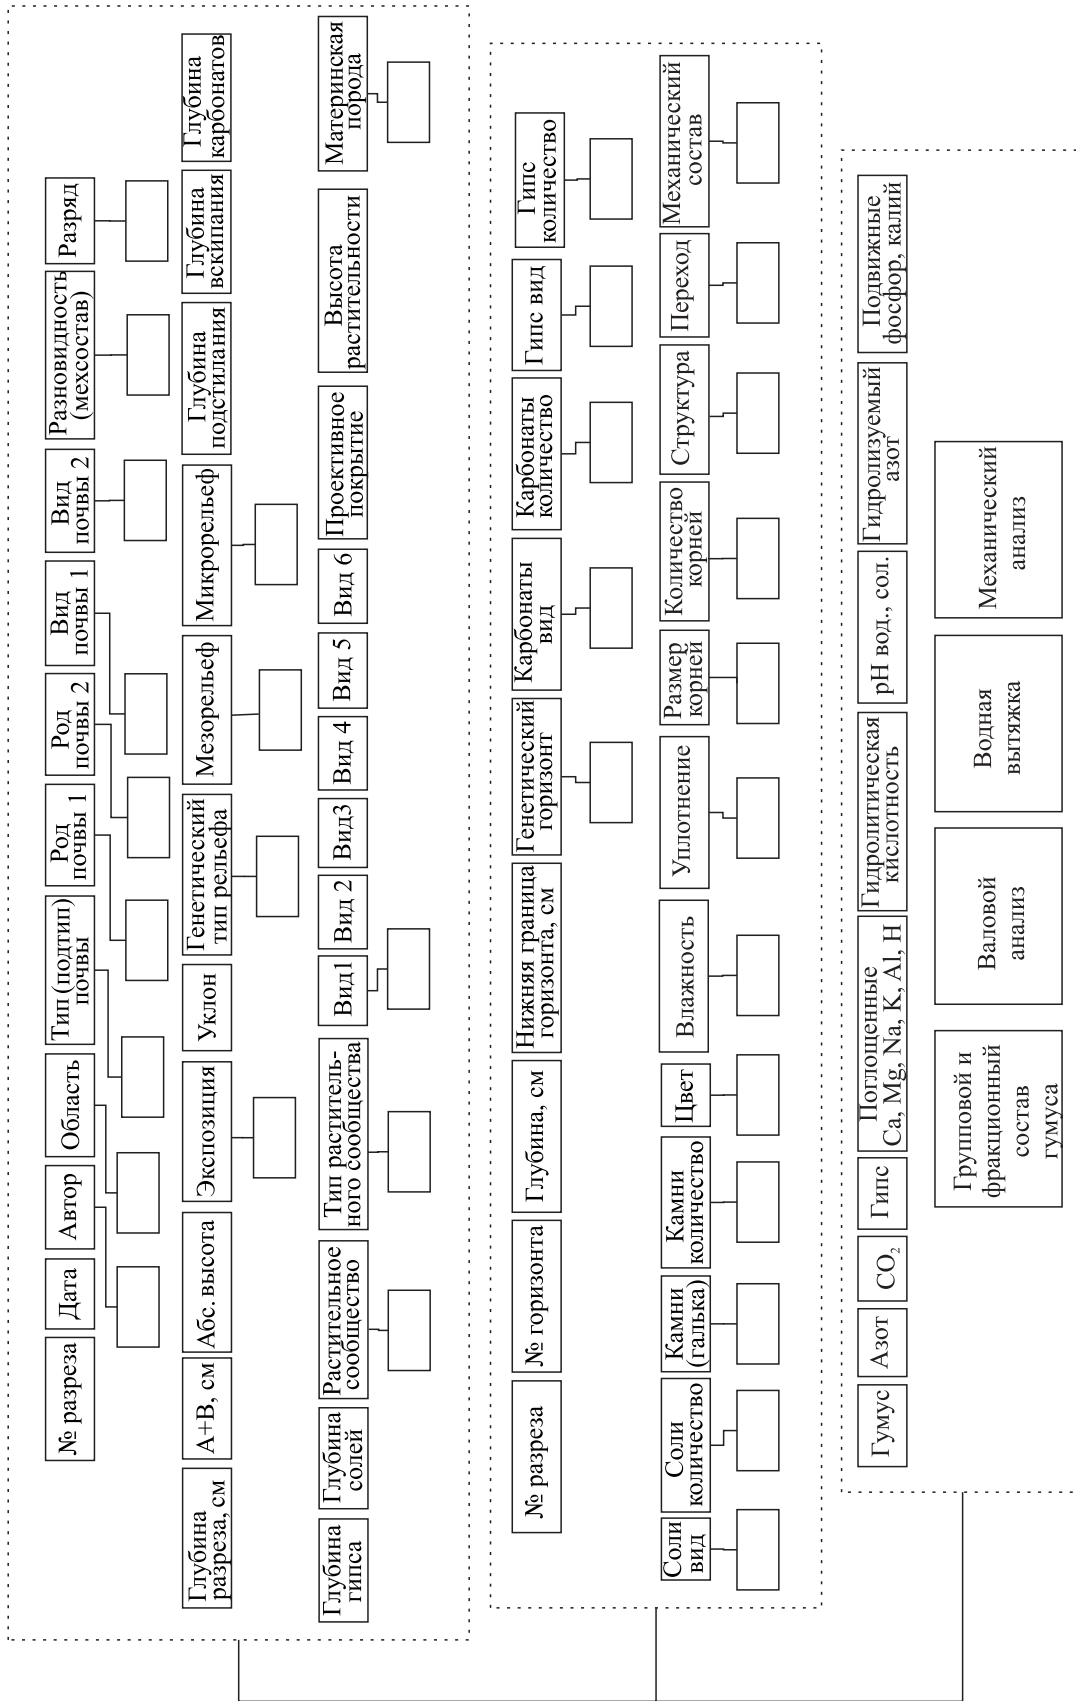 № разреза
Дата
Автор
Область
Тип (подтип)
почвы
Род
почвы 1
Род
почвы 2
Вид
почвы 1
Вид
почвы 2
Разновидность
(мехсостав)
Разряд
Глубина
разреза, см
А+В, см
Абс. высота
Экспозиция
Уклон
Генетический
тип рельефа
Мезорельеф
Микрорельеф
Глубина
подстилания
Глубина
вскипания
Глубина
карбонатов
Глубина
гипса
Глубина
солей
Растительное
сообщество
Тип раститель-
ного сообщества
Вид1
Вид 2
Вид3
Вид 4
Вид 5
Вид 6
Проективное
покрытие
Высота
растительности
Материнская
порода
№ разреза
№ горизонта
Глубина, см
Нижняя граница
горизонта, см
Генетический
горизонт
Карбонаты
вид
Карбонаты
количество
Гипс вид
Гипс
количество
Соли
вид
Соли
количество
Камни
(галька)
Камни
количество
Цвет
Влажность
Уплотнение
Размер
корней
Количество
корней
Структура
Переход
Механический
состав
Гумус
Азот
CO₂
Гипс
Поглощенные
Ca, Mg, Na, K, Al, H
Гидролитическая
кислотность
pH вод., сол.
Гидролизуемый
азот
Подвижные
фосфор, калий
Групповой и
фракционный
состав
гумуса
Валовой
анализ
Водная
вытяжка
Механический
анализ